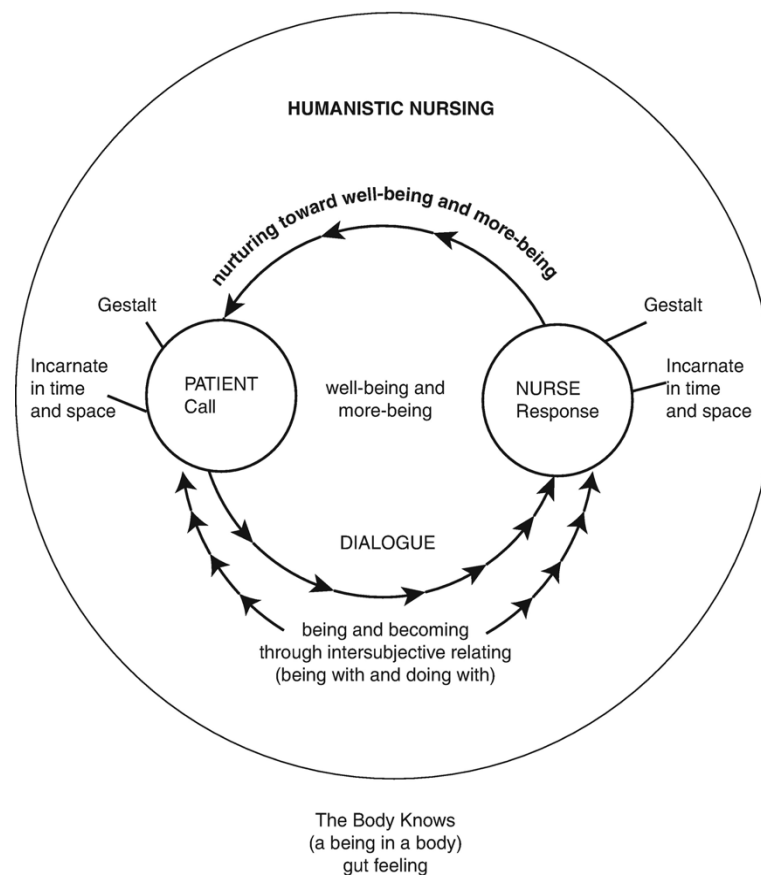 HUMANISTIC NURSING
nurturing toward well-being and more-being
Gestalt
Gestalt
Incarnate
in time
and space
PATIENT
Call
well-being and
more-being
NURSE
Response
Incarnate
in time
and space
DIALOGUE
being and becoming
through intersubjective relating
(being with and doing with)
The Body Knows
(a being in a body)
gut feeling